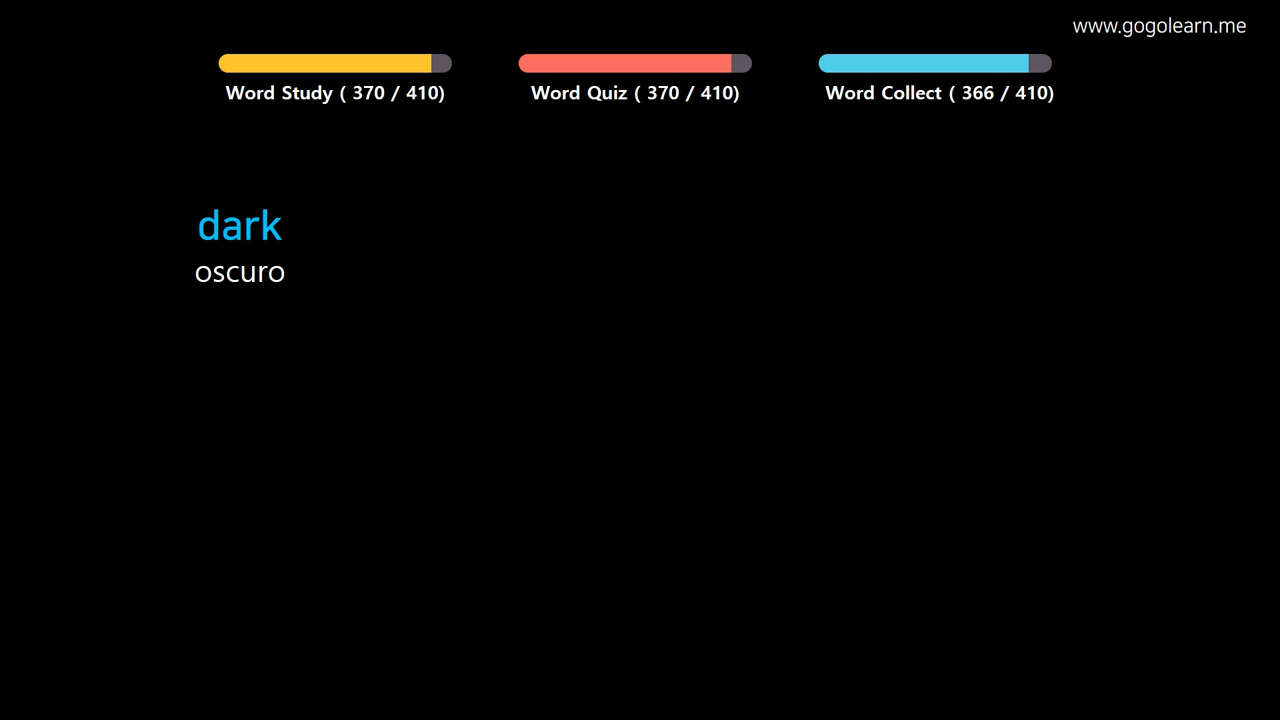 www.gogolearn.me
Word Study ( 370 / 410)
Word Quiz ( 370 / 410)
Word Collect ( 366 / 410)
dark
oscuro